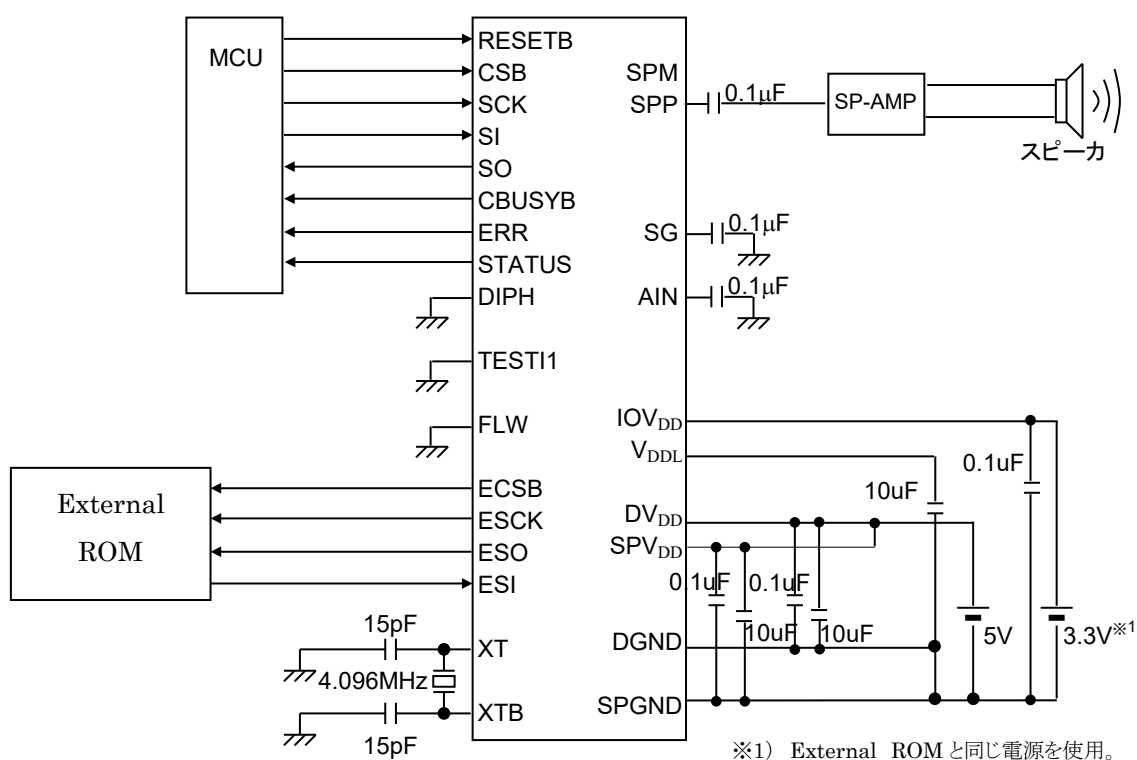 MCU
RESETB
CSB
SCK
SI
SO
CBUSYB
ERR
STATUS
DIPH
TESTI1
FLW
ECSB
ESCK
ESO
ESI
XT
XTB
External
ROM
15pF
4.096MHz
15pF
SPM
SPP
0.1μF
SP-AMP
スピーカ
SG
0.1μF
AIN
0.1μF
IOVDD
VDDL
DVDD
SPVDD
DGND
SPGND
0.1uF
10uF
0.1uF
0.1uF
10uF
10uF
5V
3.3V※1
※1） External ROMと同じ電源を使用。